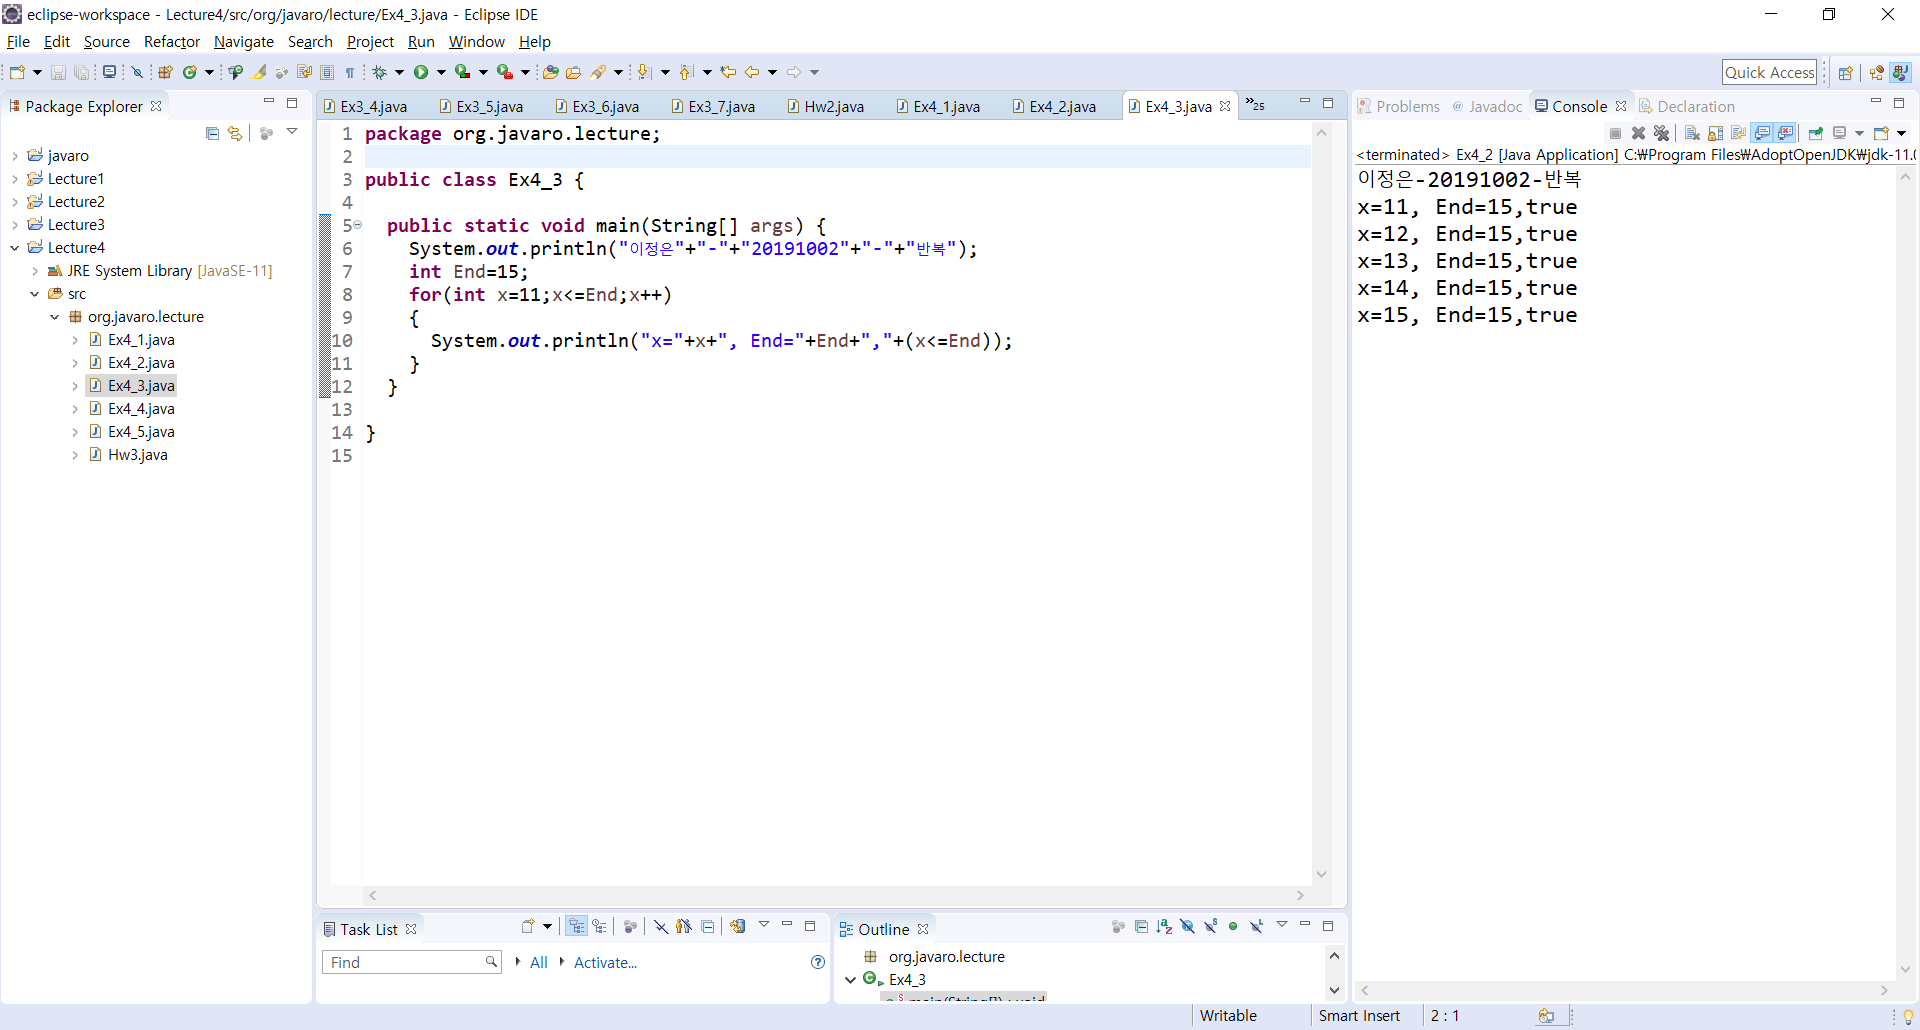 eclipse-workspace - Lecture4/src/org/javaro/lecture/Ex4_3.java - Eclipse IDE
File Edit Source Refactor Navigate Search Project Run Window Help
Quick Access
Package Explorer
javaro
Lecture1
Lecture2
Lecture3
Lecture4
JRE System Library [JavaSE-11]
src
org.javaro.lecture
Ex4_1.java
Ex4_2.java
Ex4_3.java
Ex4_4.java
Ex4_5.java
Hw3.java
Ex3_4.java Ex3_5.java Ex3_6.java Ex3_7.java Hw2.java Ex4_1.java Ex4_2.java Ex4_3.java »25
1 package org.javaro.lecture;
2
3 public class Ex4_3 {
4
5 public static void main(String[] args) {
6 System.out.println("이정은"+"-"+"20191002"+"-"+"반복");
7 int End=15;
8 for(int x=11;x<=End;x++)
9 {
10 System.out.println("x="+x+", End="+End+","+(x<=End));
11 }
12 }
13
14 }
15
Problems @ Javadoc Console Declaration
<terminated> Ex4_2 [Java Application] C:₩Program Files₩AdoptOpenJDK₩jdk-11.0
이정은-20191002-반복
x=11, End=15,true
x=12, End=15,true
x=13, End=15,true
x=14, End=15,true
x=15, End=15,true
Task List
Find All Activate...
Outline
org.javaro.lecture
Ex4_3
main(String[]) : void
Writable Smart Insert 2 : 1